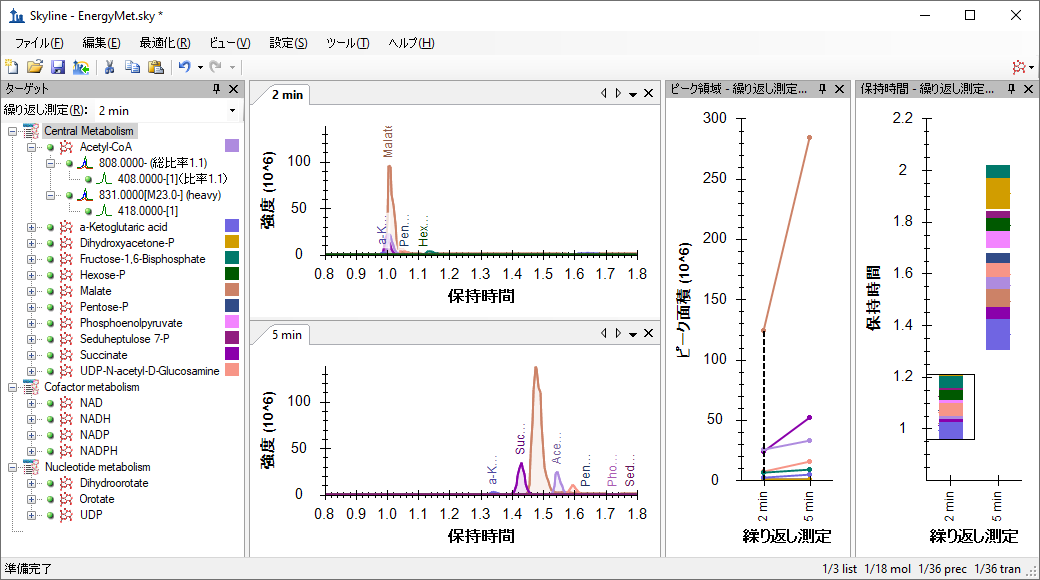 Skyline - EnergyMet.sky *
ファイル(F) 編集(E) 最適化(R) ビュー(V) 設定(S) ツール(T) ヘルプ(H)
ターゲット
繰り返し測定(R): 2 min
Central Metabolism
Acetyl-CoA
808.0000- (総比率1.1)
408.0000-[1](比率1.1)
831.0000[M23.0-] (heavy)
418.0000-[1]
a-Ketoglutaric acid
Dihydroxyacetone-P
Fructose-1,6-Bisphosphate
Hexose-P
Malate
Pentose-P
Phosphoenolpyruvate
Seduheptulose 7-P
Succinate
UDP-N-acetyl-D-Glucosamine
Cofactor metabolism
NAD
NADH
NADP
NADPH
Nucleotide metabolism
Dihydroorotate
Orotate
UDP
2 min
強度 (10^6)
100
50
0
Malate
a-K...
Pen...
Hex...
0.8 0.9 1.0 1.1 1.2 1.3 1.4 1.5 1.6 1.7 1.8
保持時間
5 min
強度 (10^6)
100
50
0
a-K...
Suc...
Ace...
Pen...
Pho...
Sed...
0.8 0.9 1.0 1.1 1.2 1.3 1.4 1.5 1.6 1.7 1.8
保持時間
ピーク領域 - 繰り返し測定...
ピーク面積 (10^6)
300
250
200
150
100
50
0
2 min
5 min
繰り返し測定
保持時間 - 繰り返し測定...
保持時間
2.2
2
1.8
1.6
1.4
1.2
1
2 min
5 min
繰り返し測定
準備完了
1/3 list 1/18 mol 1/36 prec 1/36 tran